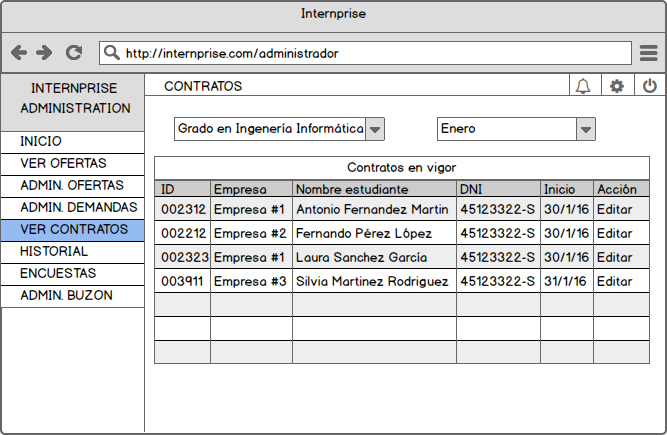 Internprise
http://internprise.com/administrador
INTERNPRISE
ADMINISTRATION
INICIO
VER OFERTAS
ADMIN. OFERTAS
ADMIN. DEMANDAS
VER CONTRATOS
HISTORIAL
ENCUESTAS
ADMIN. BUZON
CONTRATOS
Grado en Ingenería Informática Enero
Contratos en vigor
ID Empresa Nombre estudiante DNI Inicio Acción
002312 Empresa #1 Antonio Fernandez Martin 45123322-S 30/1/16 Editar
002212 Empresa #2 Fernando Pérez López 45123322-S 30/1/16 Editar
002323 Empresa #1 Laura Sanchez García 45123322-S 30/1/16 Editar
003911 Empresa #3 Silvia Martinez Rodriguez 45123322-S 31/1/16 Editar